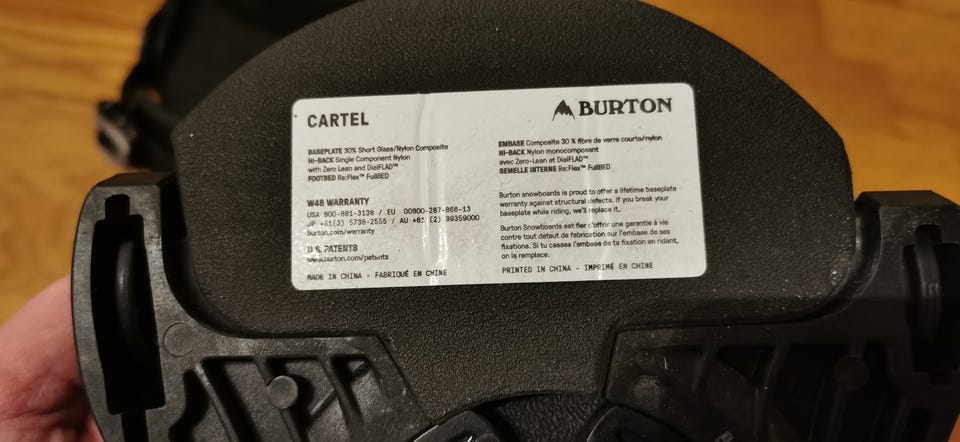 CARTEL
BURTON
BASEPLATE 30% Short Glass/Nylon Composite
HI-BACK Single Component Nylon
with Zero Lean and DialFLAD™
FOOTBED Re:Flex™ FullBED
W48 WARRANTY
USA 800-881-3138 / EU 00800-287-866-13
JP +81(3) 5738-2555 / AU +61 (2) 99359000
burton.com/warranty
U.S. PATENTS
www.burton.com/patents
MADE IN CHINA - FABRIQUÉ EN CHINE
EMBASE Composite 30 % fibre de verre courts/nylon
HI-BACK Nylon monocomposant
avec Zero-Lean et DialFLAD™
SEMELLE INTERNE Re:Flex™ FullBED
Burton snowboards is proud to offer a lifetime baseplate
warranty against structural defects. If you break your
baseplate while riding, we'll replace it.
Burton Snowboards est fier d'offrir une garantie à vie
contre tout défaut de fabrication sur l'embase de ses
fixations. Si tu casses l'embase de ta fixation en ridant,
on la remplace.
PRINTED IN CHINA - IMPRIMÉ EN CHINE